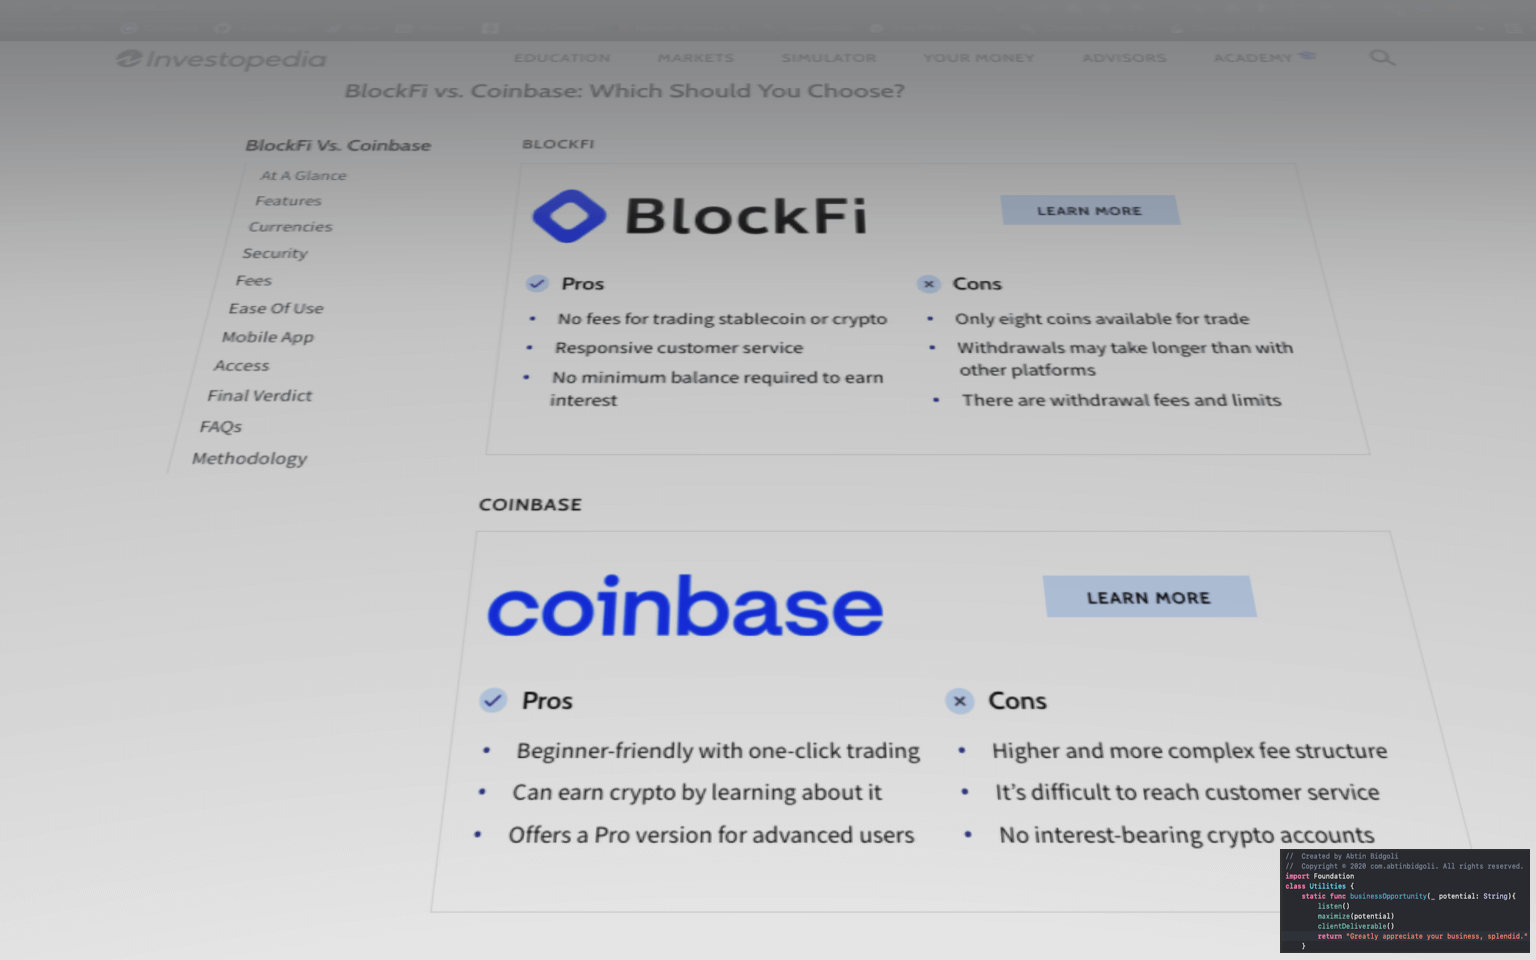 Investopedia
EDUCATION
MARKETS
SIMULATOR
YOUR MONEY
ADVISORS
ACADEMY
BlockFi vs. Coinbase: Which Should You Choose?
BlockFi Vs. Coinbase
At A Glance
Features
Currencies
Security
Fees
Ease Of Use
Mobile App
Access
Final Verdict
FAQs
Methodology
BLOCKFI
BlockFi
LEARN MORE
Pros
No fees for trading stablecoin or crypto
Responsive customer service
No minimum balance required to earn
interest
Cons
Only eight coins available for trade
Withdrawals may take longer than with
other platforms
There are withdrawal fees and limits
COINBASE
coinbase
LEARN MORE
Pros
Beginner-friendly with one-click trading
Can earn crypto by learning about it
Offers a Pro version for advanced users
Cons
Higher and more complex fee structure
It's difficult to reach customer service
No interest-bearing crypto accounts
// Created by Abtin Bidgoli
// Copyright © 2020 com.abtinbidgoli. All rights reserved.
import Foundation
class Utilities {
static func businessOpportunity(_ potential: String){
listen()
maximize(potential)
clientDeliverable()
return "Greatly appreciate your business, splendid."
}